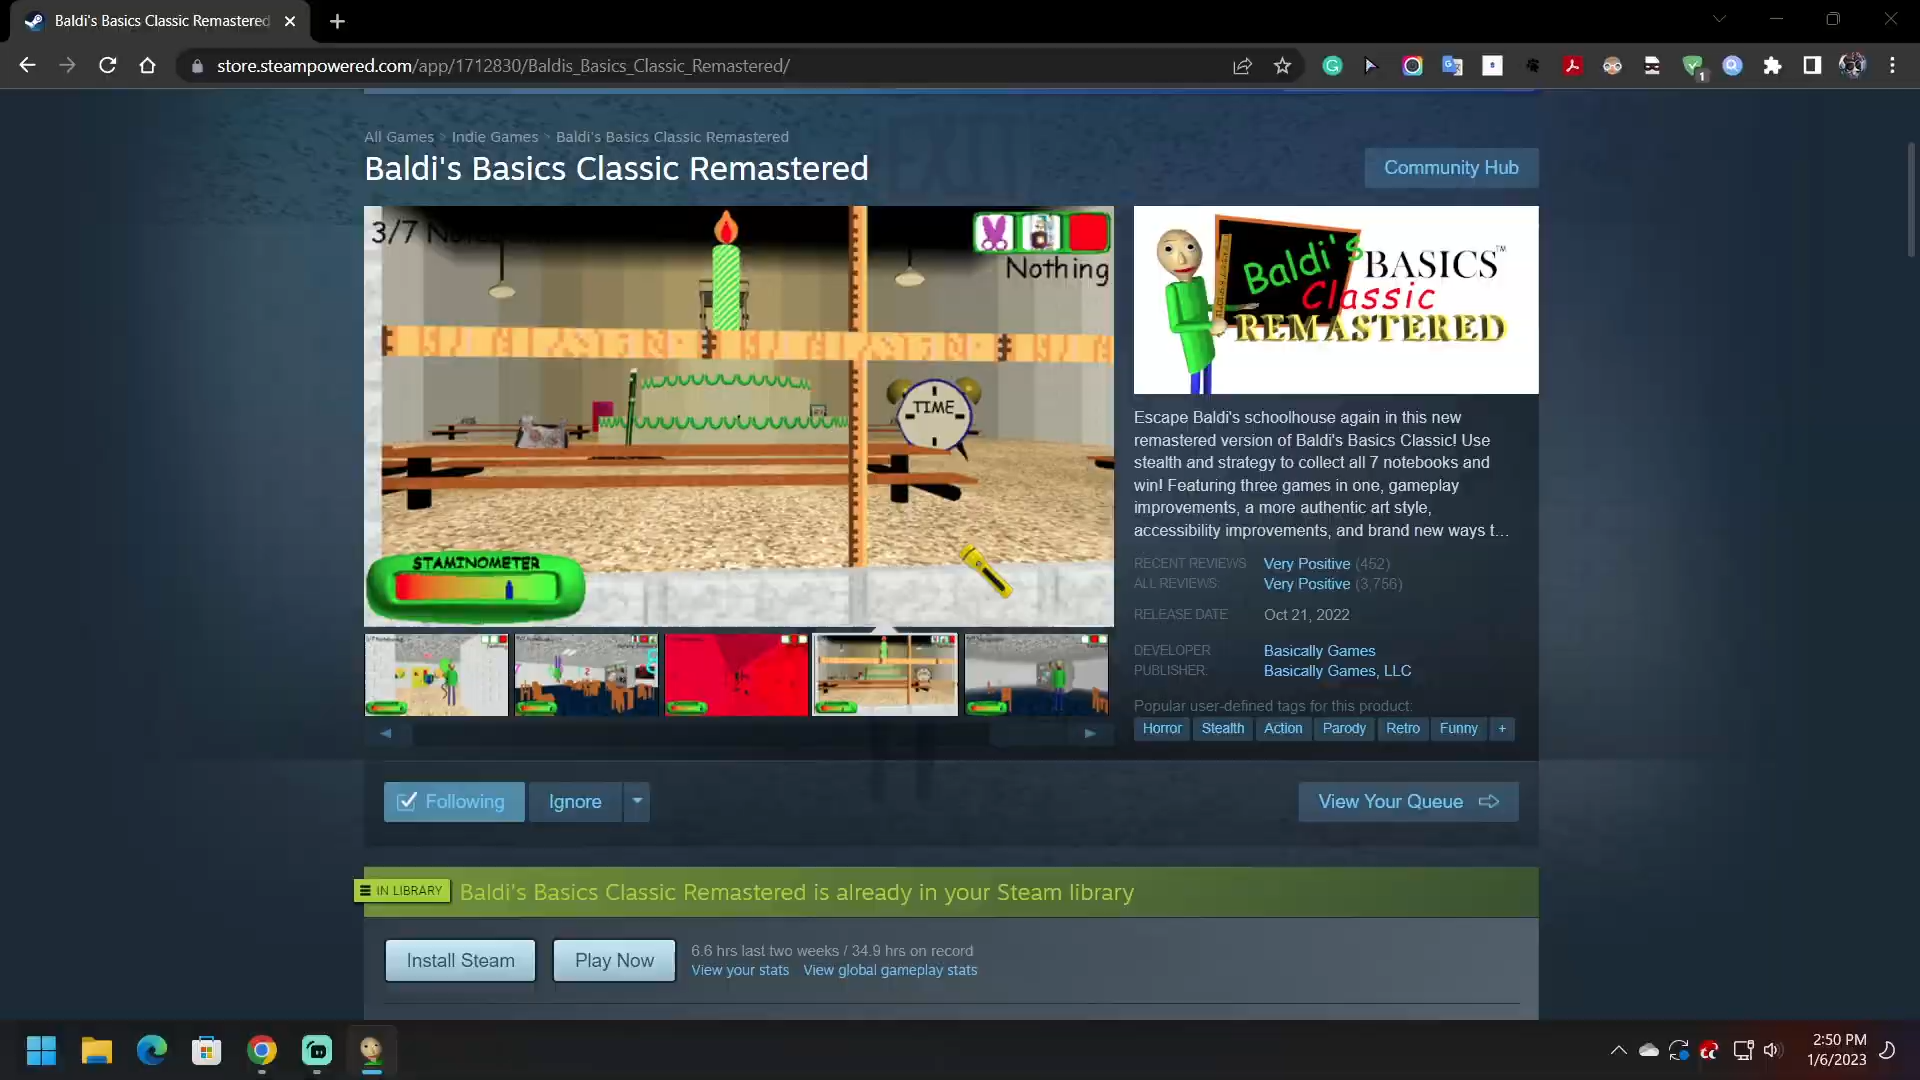 Baldi's Basics Classic Remastered
store.steampowered.com/app/1712830/Baldis_Basics_Classic_Remastered/
1
All Games > Indie Games > Baldi's Basics Classic Remastered
Baldi's Basics Classic Remastered
Community Hub
3/7
Nothing
TIME
STAMINOMETER
Baldi's BASICS™
Classic
REMASTERED
Escape Baldi's schoolhouse again in this new
remastered version of Baldi's Basics Classic! Use
stealth and strategy to collect all 7 notebooks and
win! Featuring three games in one, gameplay
improvements, a more authentic art style,
accessibility improvements, and brand new ways t...
RECENT REVIEWS: Very Positive (452)
ALL REVIEWS: Very Positive (3,756)
RELEASE DATE: Oct 21, 2022
DEVELOPER: Basically Games
PUBLISHER: Basically Games, LLC
Popular user-defined tags for this product:
Horror Stealth Action Parody Retro Funny +
Following Ignore
View Your Queue
IN LIBRARY Baldi's Basics Classic Remastered is already in your Steam library
Install Steam Play Now
6.6 hrs last two weeks / 34.9 hrs on record
View your stats View global gameplay stats
2:50 PM
1/6/2023